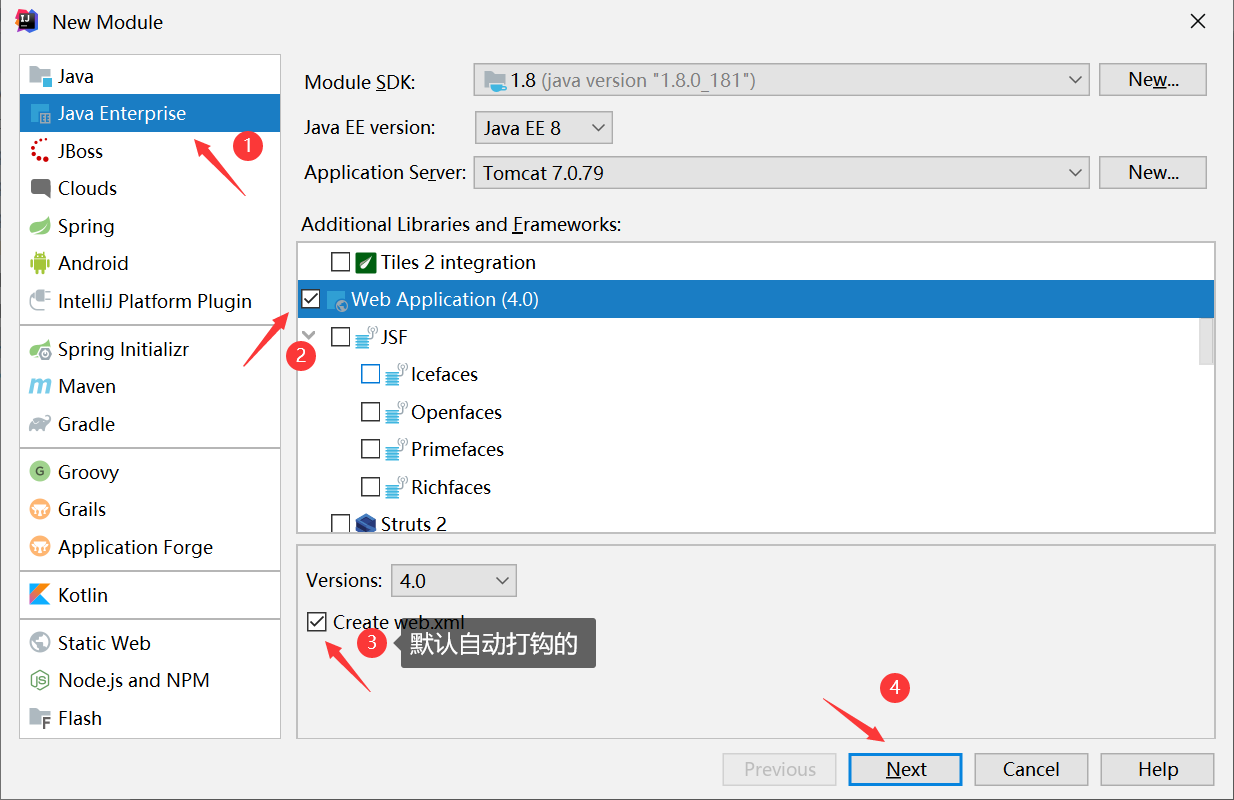 New Module
Java
Java Enterprise
1
JBoss
Clouds
Spring
Android
IntelliJ Platform Plugin
Spring Initializr
Maven
Gradle
Groovy
Grails
Application Forge
Kotlin
Static Web
Node.js and NPM
Flash
Module SDK:
1.8 (java version "1.8.0_181")
New...
Java EE version:
Java EE 8
Application Server:
Tomcat 7.0.79
New...
Additional Libraries and Frameworks:
Tiles 2 integration
Web Application (4.0)
2
JSF
Icefaces
Openfaces
Primefaces
Richfaces
Struts 2
Versions:
4.0
Create web.xml
3
默认自动打钩的
4
Previous
Next
Cancel
Help